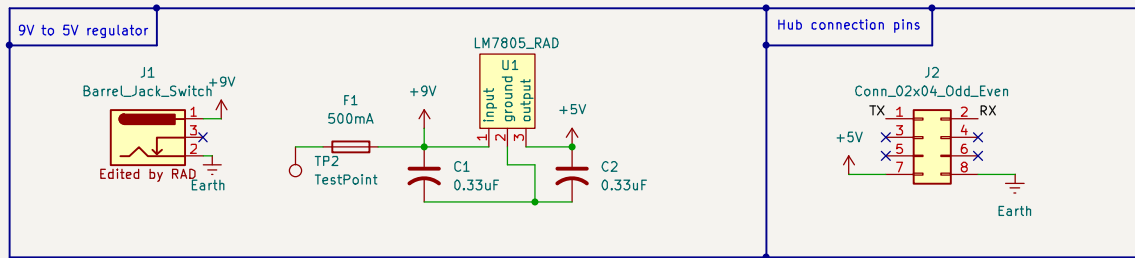 9V to 5V regulator
Hub connection pins
LM7805_RAD
U1
input
ground
output
1
2
3
J1
Barrel_Jack_Switch
+9V
1
3
2
Edited by RAD
Earth
F1
500mA
TP2
TestPoint
+9V
C1
0.33uF
+5V
C2
0.33uF
J2
Conn_02x04_Odd_Even
TX
1
2
RX
3
4
5
6
7
8
+5V
Earth